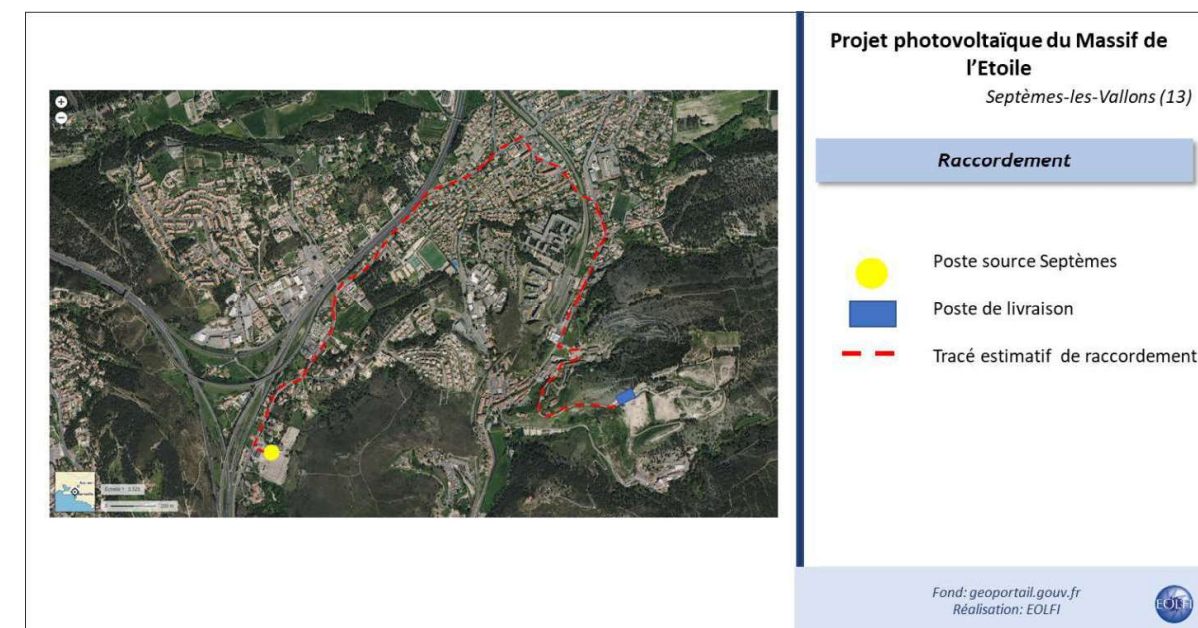 Projet photovoltaïque du Massif de
l'Etoile
Septèmes-les-Vallons (13)
Raccordement
Poste source Septèmes
Poste de livraison
Tracé estimatif de raccordement
Fond: geoportail.gouv.fr
Réalisation: EOLFI
EOLFI